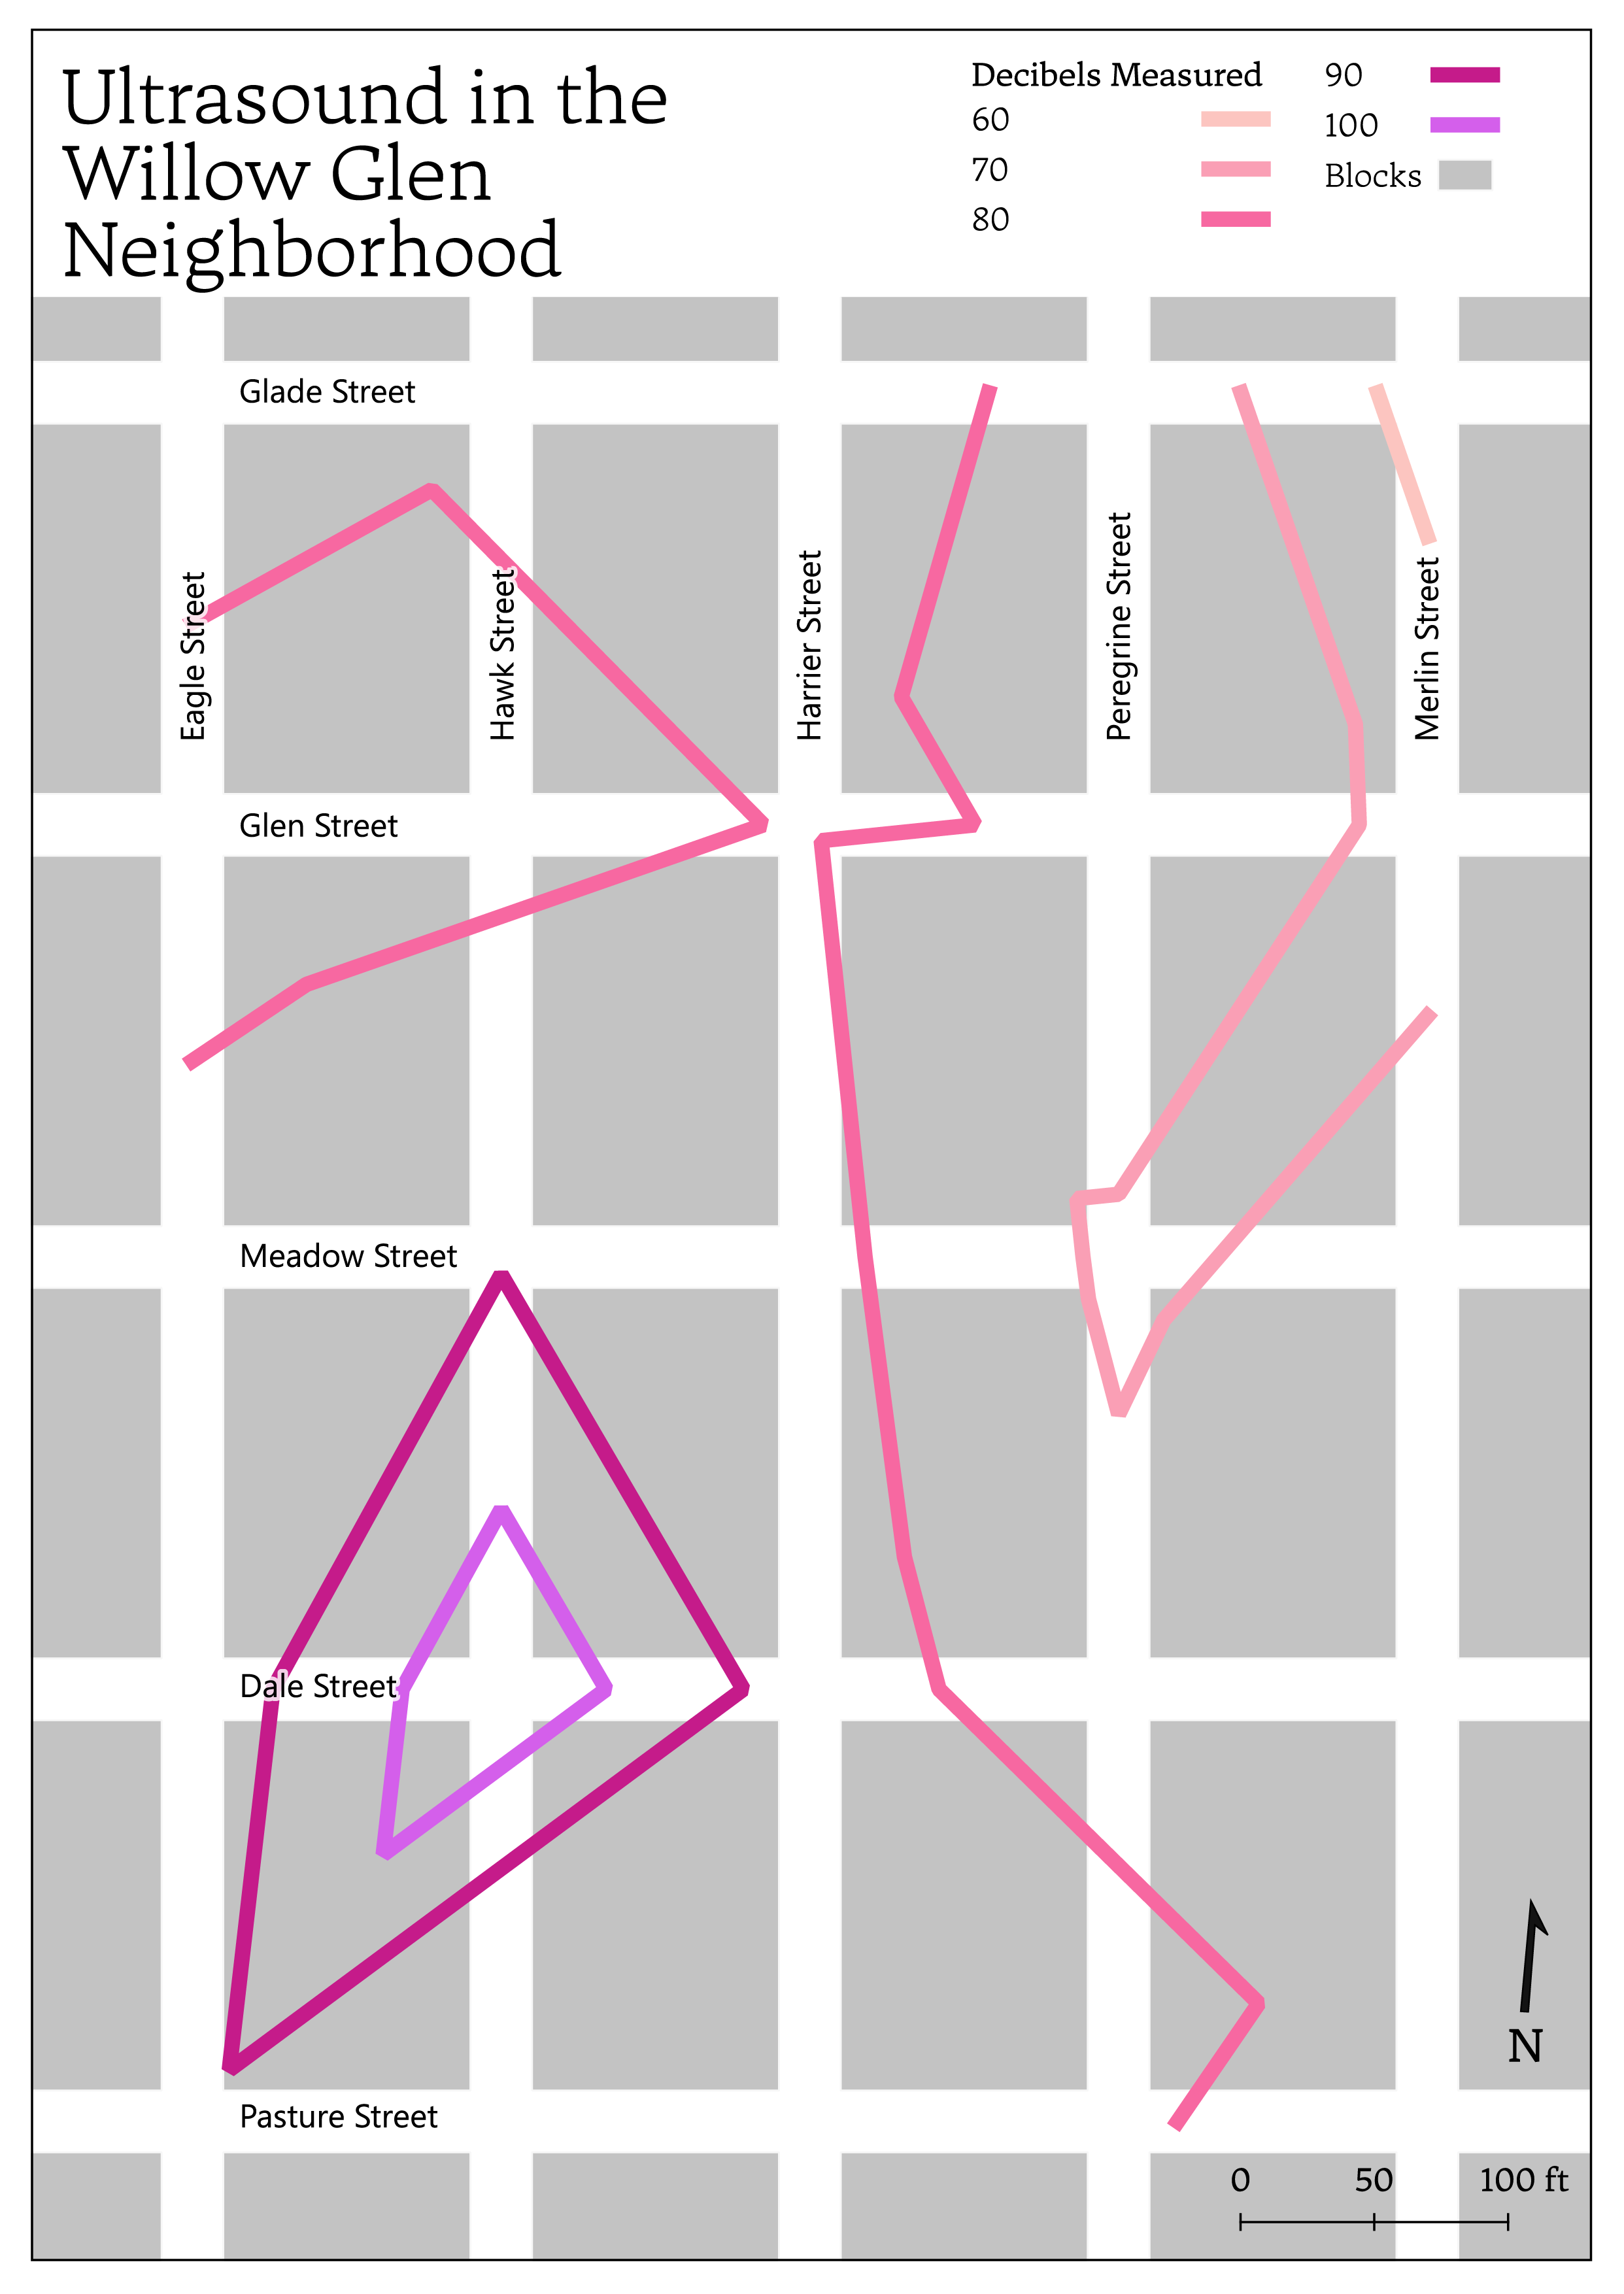 Ultrasound in the
Willow Glen
Neighborhood
Decibels Measured
60
70
80
90
100
Blocks
Glade Street
Eagle Street
Hawk Street
Harrier Street
Peregrine Street
Merlin Street
Glen Street
Meadow Street
Dale Street
N
Pasture Street
0 50 100 ft